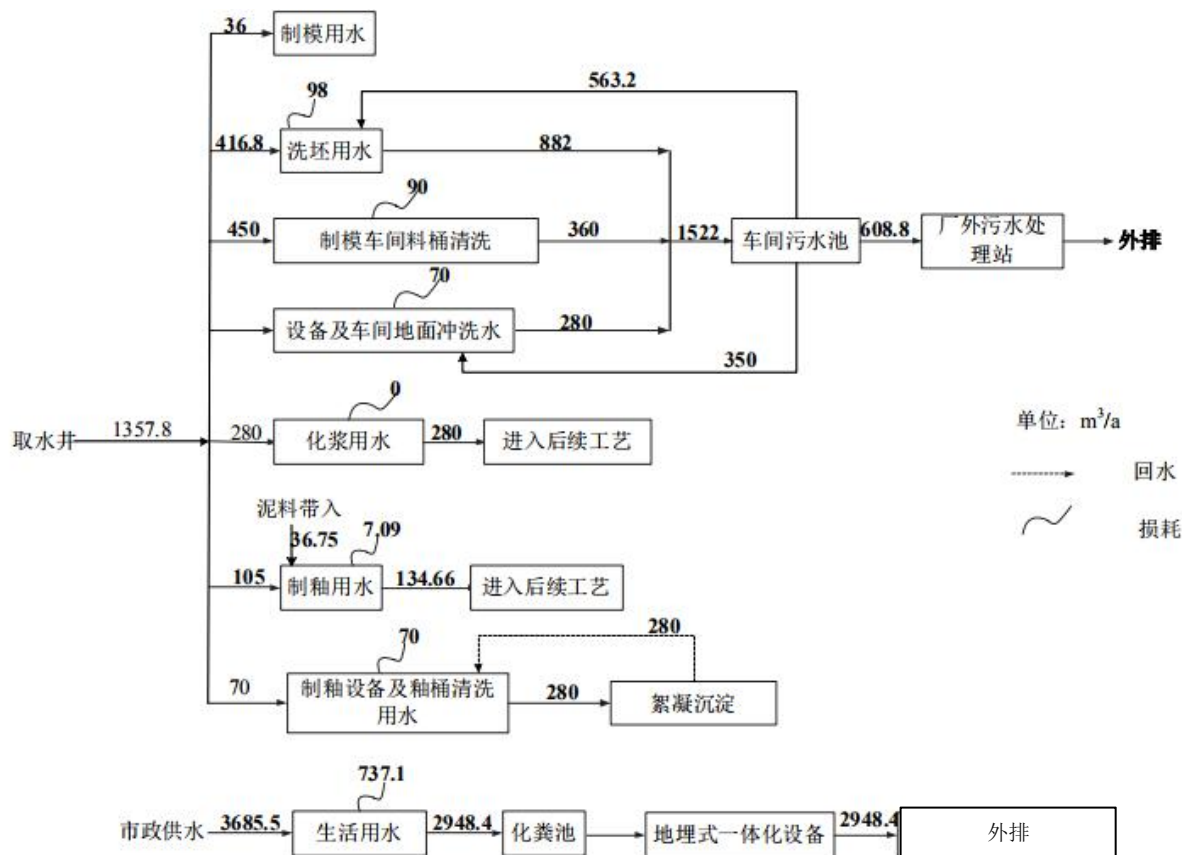 36
制模用水
563.2
98
416.8
洗坯用水
882
90
450
制模车间料桶清洗
360
1522
车间污水池
608.8
厂外污水处
理站
外排
70
设备及车间地面冲洗水
280
350
0
取水井
1357.8
280
化浆用水
280
进入后续工艺
单位：m³/a
回水
损耗
泥料带入
36.75
7.09
105
制釉用水
134.66
进入后续工艺
70
280
70
制釉设备及釉桶清洗
用水
280
絮凝沉淀
737.1
市政供水
3685.5
生活用水
2948.4
化粪池
地埋式一体化设备
2948.4
外排